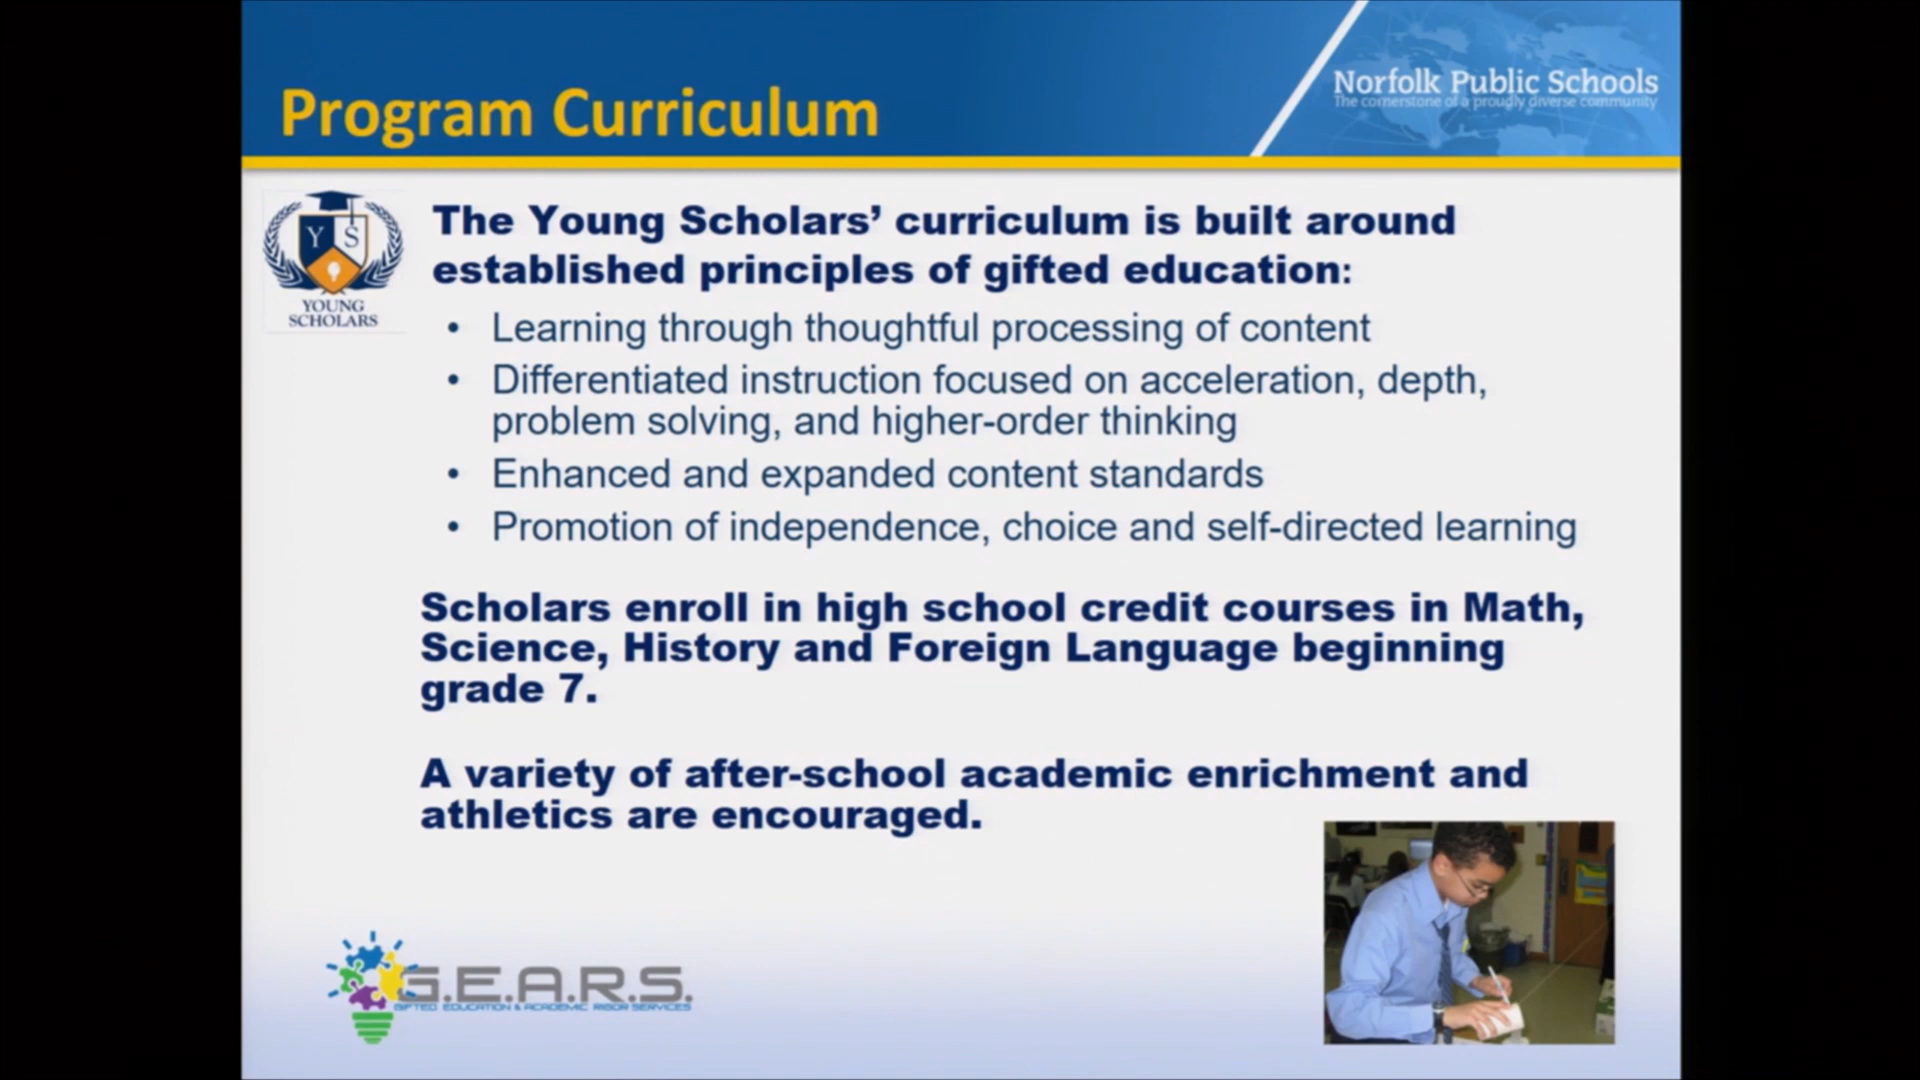 Program Curriculum
Norfolk Public Schools
The cornerstone of a proudly diverse community
Y S
YOUNG
SCHOLARS
The Young Scholars’ curriculum is built around
established principles of gifted education:
• Learning through thoughtful processing of content
• Differentiated instruction focused on acceleration, depth,
problem solving, and higher-order thinking
• Enhanced and expanded content standards
• Promotion of independence, choice and self-directed learning
Scholars enroll in high school credit courses in Math,
Science, History and Foreign Language beginning
grade 7.
A variety of after-school academic enrichment and
athletics are encouraged.
G.E.A.R.S.
GIFTED EDUCATION & ACADEMIC RIGOR SERVICES